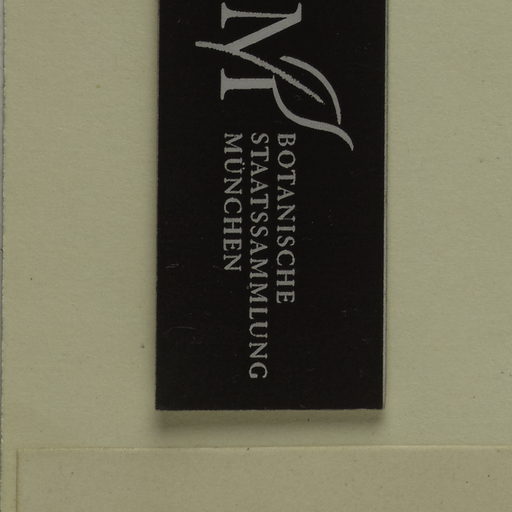 M
BOTANISCHE
STAATSSAMMLUNG
MÜNCHEN